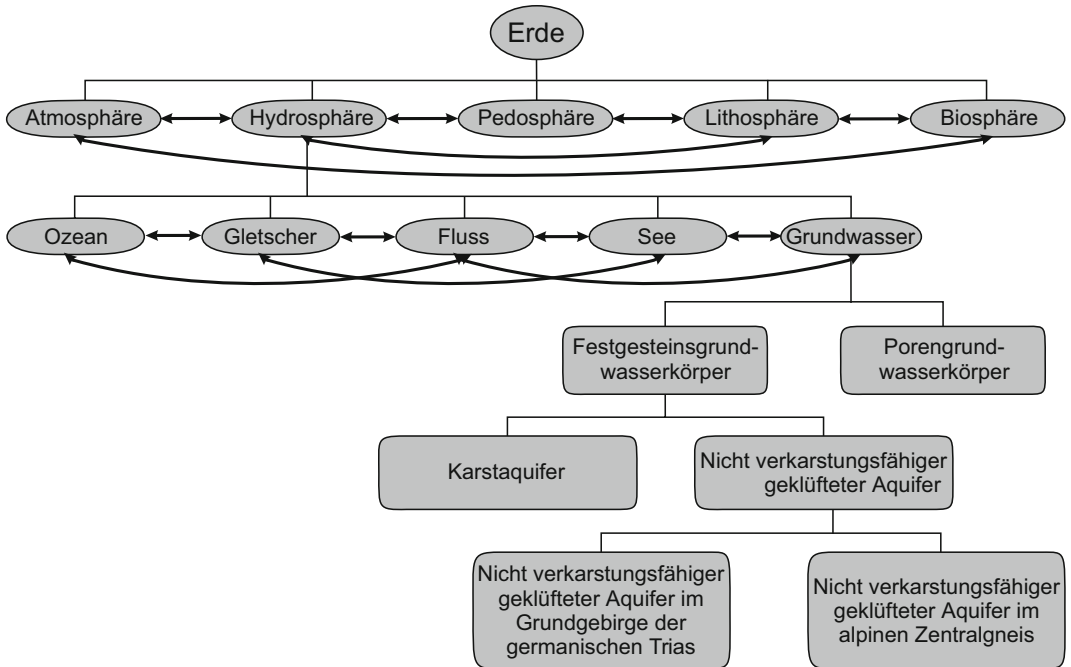 Erde
Atmosphäre
Hydrosphäre
Pedosphäre
Lithosphäre
Biosphäre
Ozean
Gletscher
Fluss
See
Grundwasser
Festgesteinsgrund-
wasserkörper
Porengrund-
wasserkörper
Karstaquifer
Nicht verkarstungsfähiger
geklüfteter Aquifer
Nicht verkarstungsfähiger
geklüfteter Aquifer im
Grundgebirge der
germanischen Trias
Nicht verkarstungsfähiger
geklüfteter Aquifer im
alpinen Zentralgneis